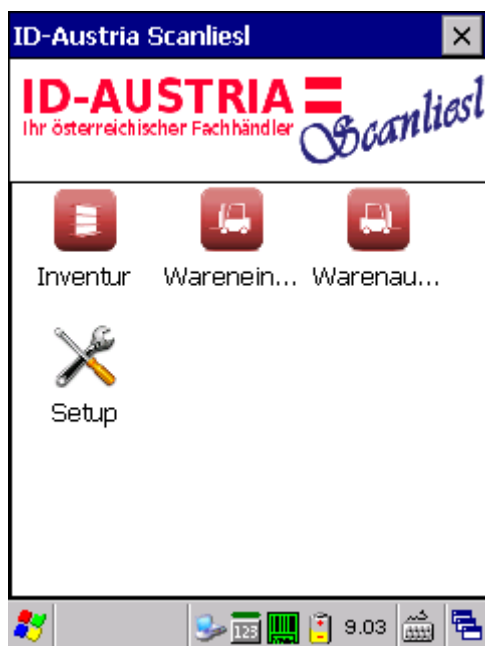 ID-Austria Scanliesl
ID-AUSTRIA
Ihr österreichischer Fachhändler
Scanliesl
Inventur Warenein... Warenau...
Setup
123 9.03